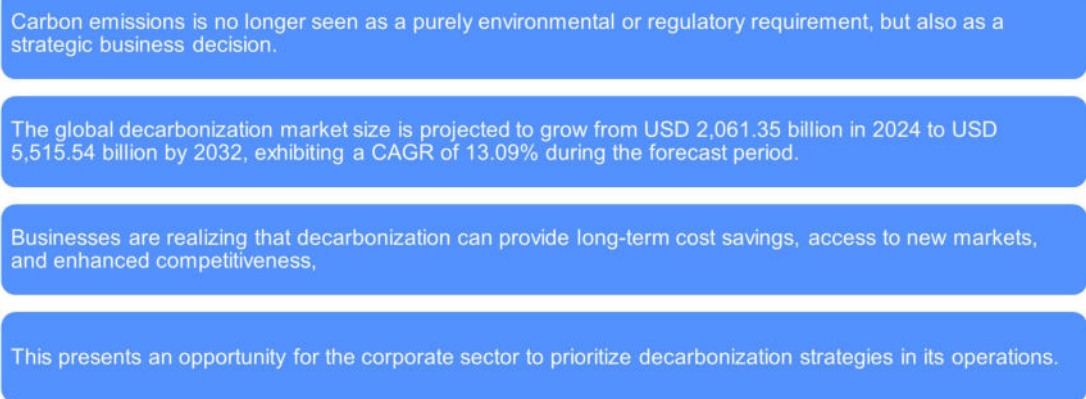 Carbon emissions is no longer seen as a purely environmental or regulatory requirement, but also as a
strategic business decision.
The global decarbonization market size is projected to grow from USD 2,061.35 billion in 2024 to USD
5,515.54 billion by 2032, exhibiting a CAGR of 13.09% during the forecast period.
Businesses are realizing that decarbonization can provide long-term cost savings, access to new markets,
and enhanced competitiveness,
This presents an opportunity for the corporate sector to prioritize decarbonization strategies in its operations.